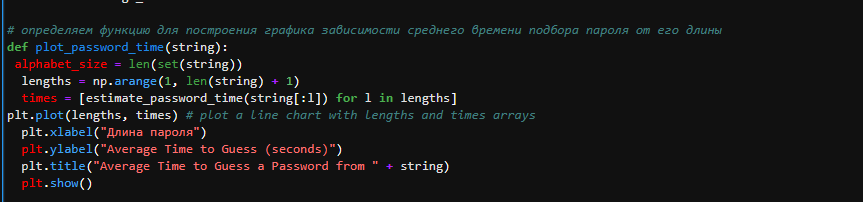 # определяем функцию для построения графика зависимости среднего времени подбора пароля от его длины
def plot_password_time(string):
 alphabet_size = len(set(string))
  lengths = np.arange(1, len(string) + 1)
  times = [estimate_password_time(string[:l]) for l in lengths]
plt.plot(lengths, times) # plot a line chart with lengths and times arrays
  plt.xlabel("Длина пароля")
  plt.ylabel("Average Time to Guess (seconds)")
  plt.title("Average Time to Guess a Password from " + string)
  plt.show()